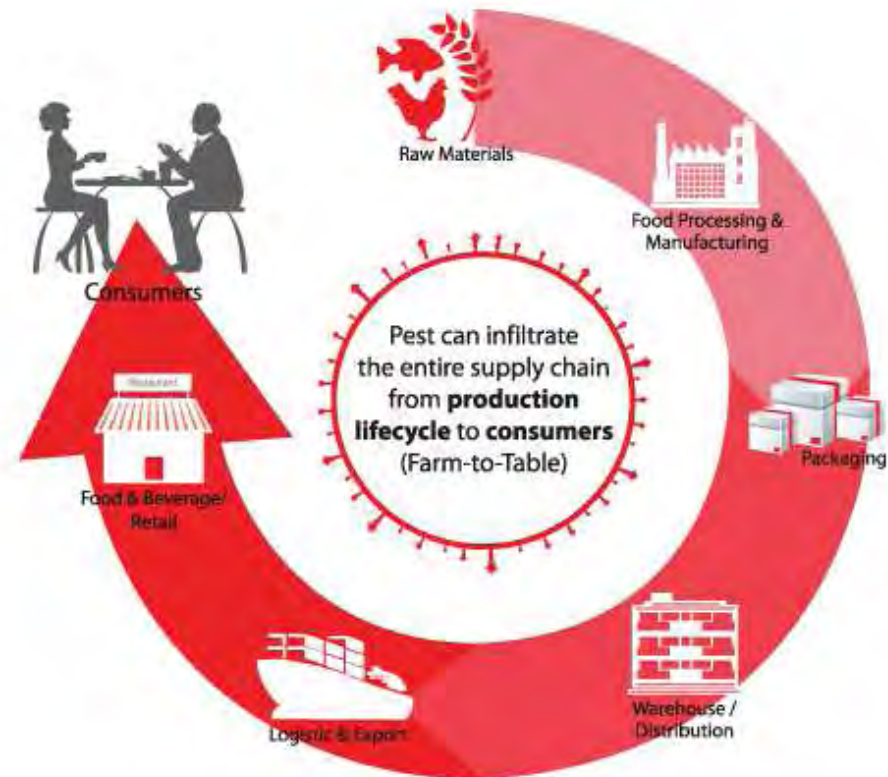 Raw Materials
Food Processing &
Manufacturing
Packaging
Warehouse /
Distribution
Logistic & Export
Restaurant
Food & Beverage/
Retail
Consumers
Pest can infiltrate
the entire supply chain
from production
lifecycle to consumers
(Farm-to-Table)